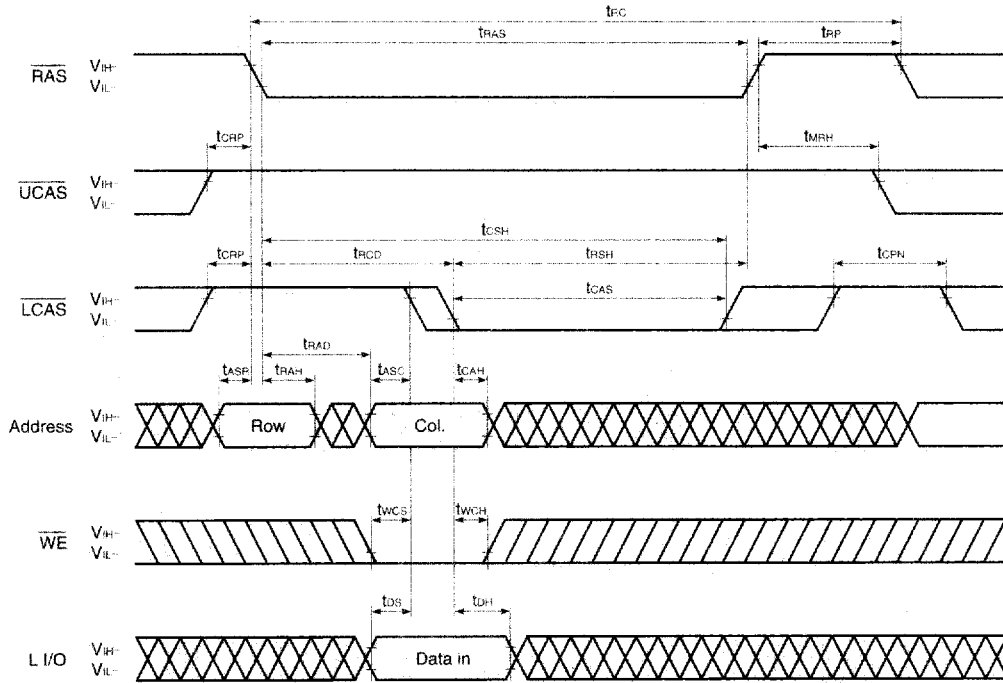 tRC
tRAS
tRP
RAS
VIH–
VIL–
tCRP
tMRH
UCAS
VIH–
VIL–
tCSH
tCRP
tRCD
tRSH
tCPN
tCAS
LCAS
VIH–
VIL–
tRAD
tASR
tRAH
tASC
tCAH
Address
VIH–
VIL–
Row
Col.
tWCS
tWCH
WE
VIH–
VIL–
tDS
tDH
L I/O
VIH–
VIL–
Data in